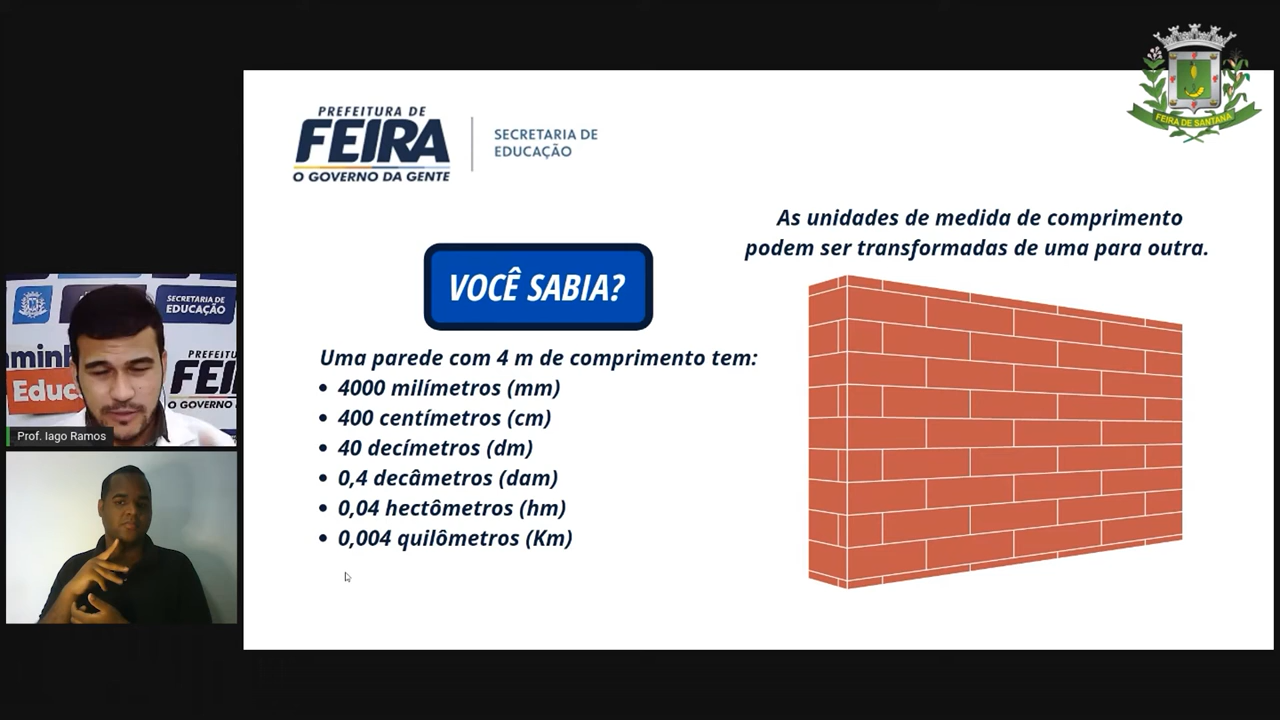 FEIRA DE SANTANA
PREFEITURA DE
FEIRA
O GOVERNO DA GENTE
SECRETARIA DE
EDUCAÇÃO
As unidades de medida de comprimento
podem ser transformadas de uma para outra.
VOCÊ SABIA?
Uma parede com 4 m de comprimento tem:
• 4000 milímetros (mm)
• 400 centímetros (cm)
• 40 decímetros (dm)
• 0,4 decâmetros (dam)
• 0,04 hectômetros (hm)
• 0,004 quilômetros (Km)
SECRETARIA DE
EDUCAÇÃO
aminh
Educ
PREFEITU
FEIRA
O GOVERNO
Prof. Iago Ramos